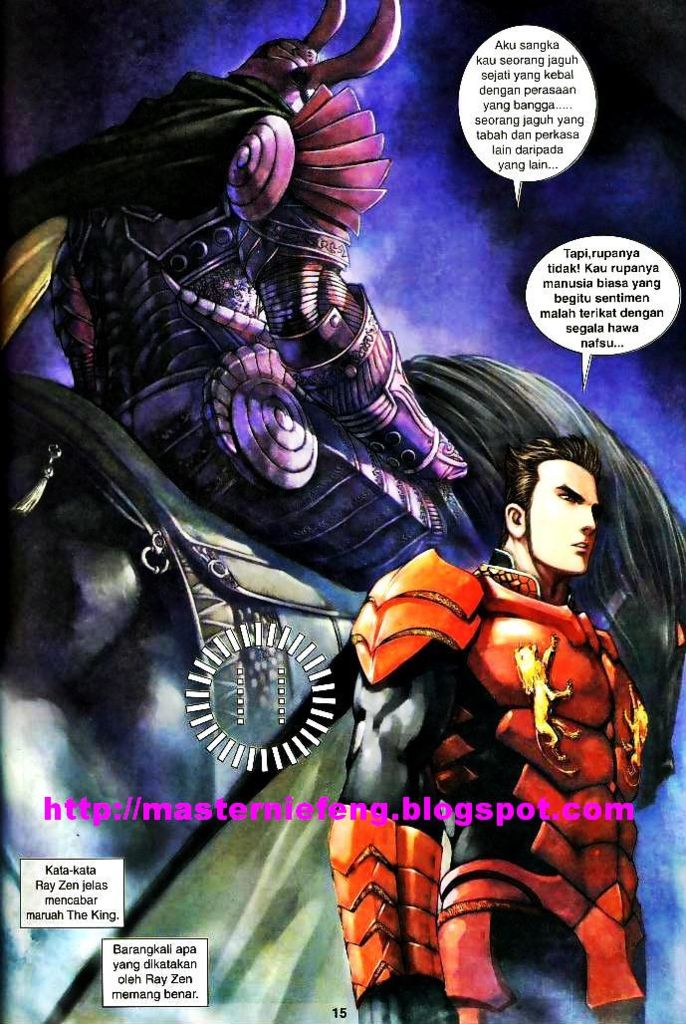 Aku sangka
kau seorang jaguh
sejati yang kebal
dengan perasaan
yang bangga.....
seorang jaguh yang
tabah dan perkasa
lain daripada
yang lain...
Tapi,rupanya
tidak! Kau rupanya
manusia biasa yang
begitu sentimen
malah terikat dengan
segala hawa
nafsu...
http://masterniefeng.blogspot.com
Kata-kata
Ray Zen jelas
mencabar
maruah The King.
Barangkali apa
yang dikatakan
oleh Ray Zen
memang benar.
15